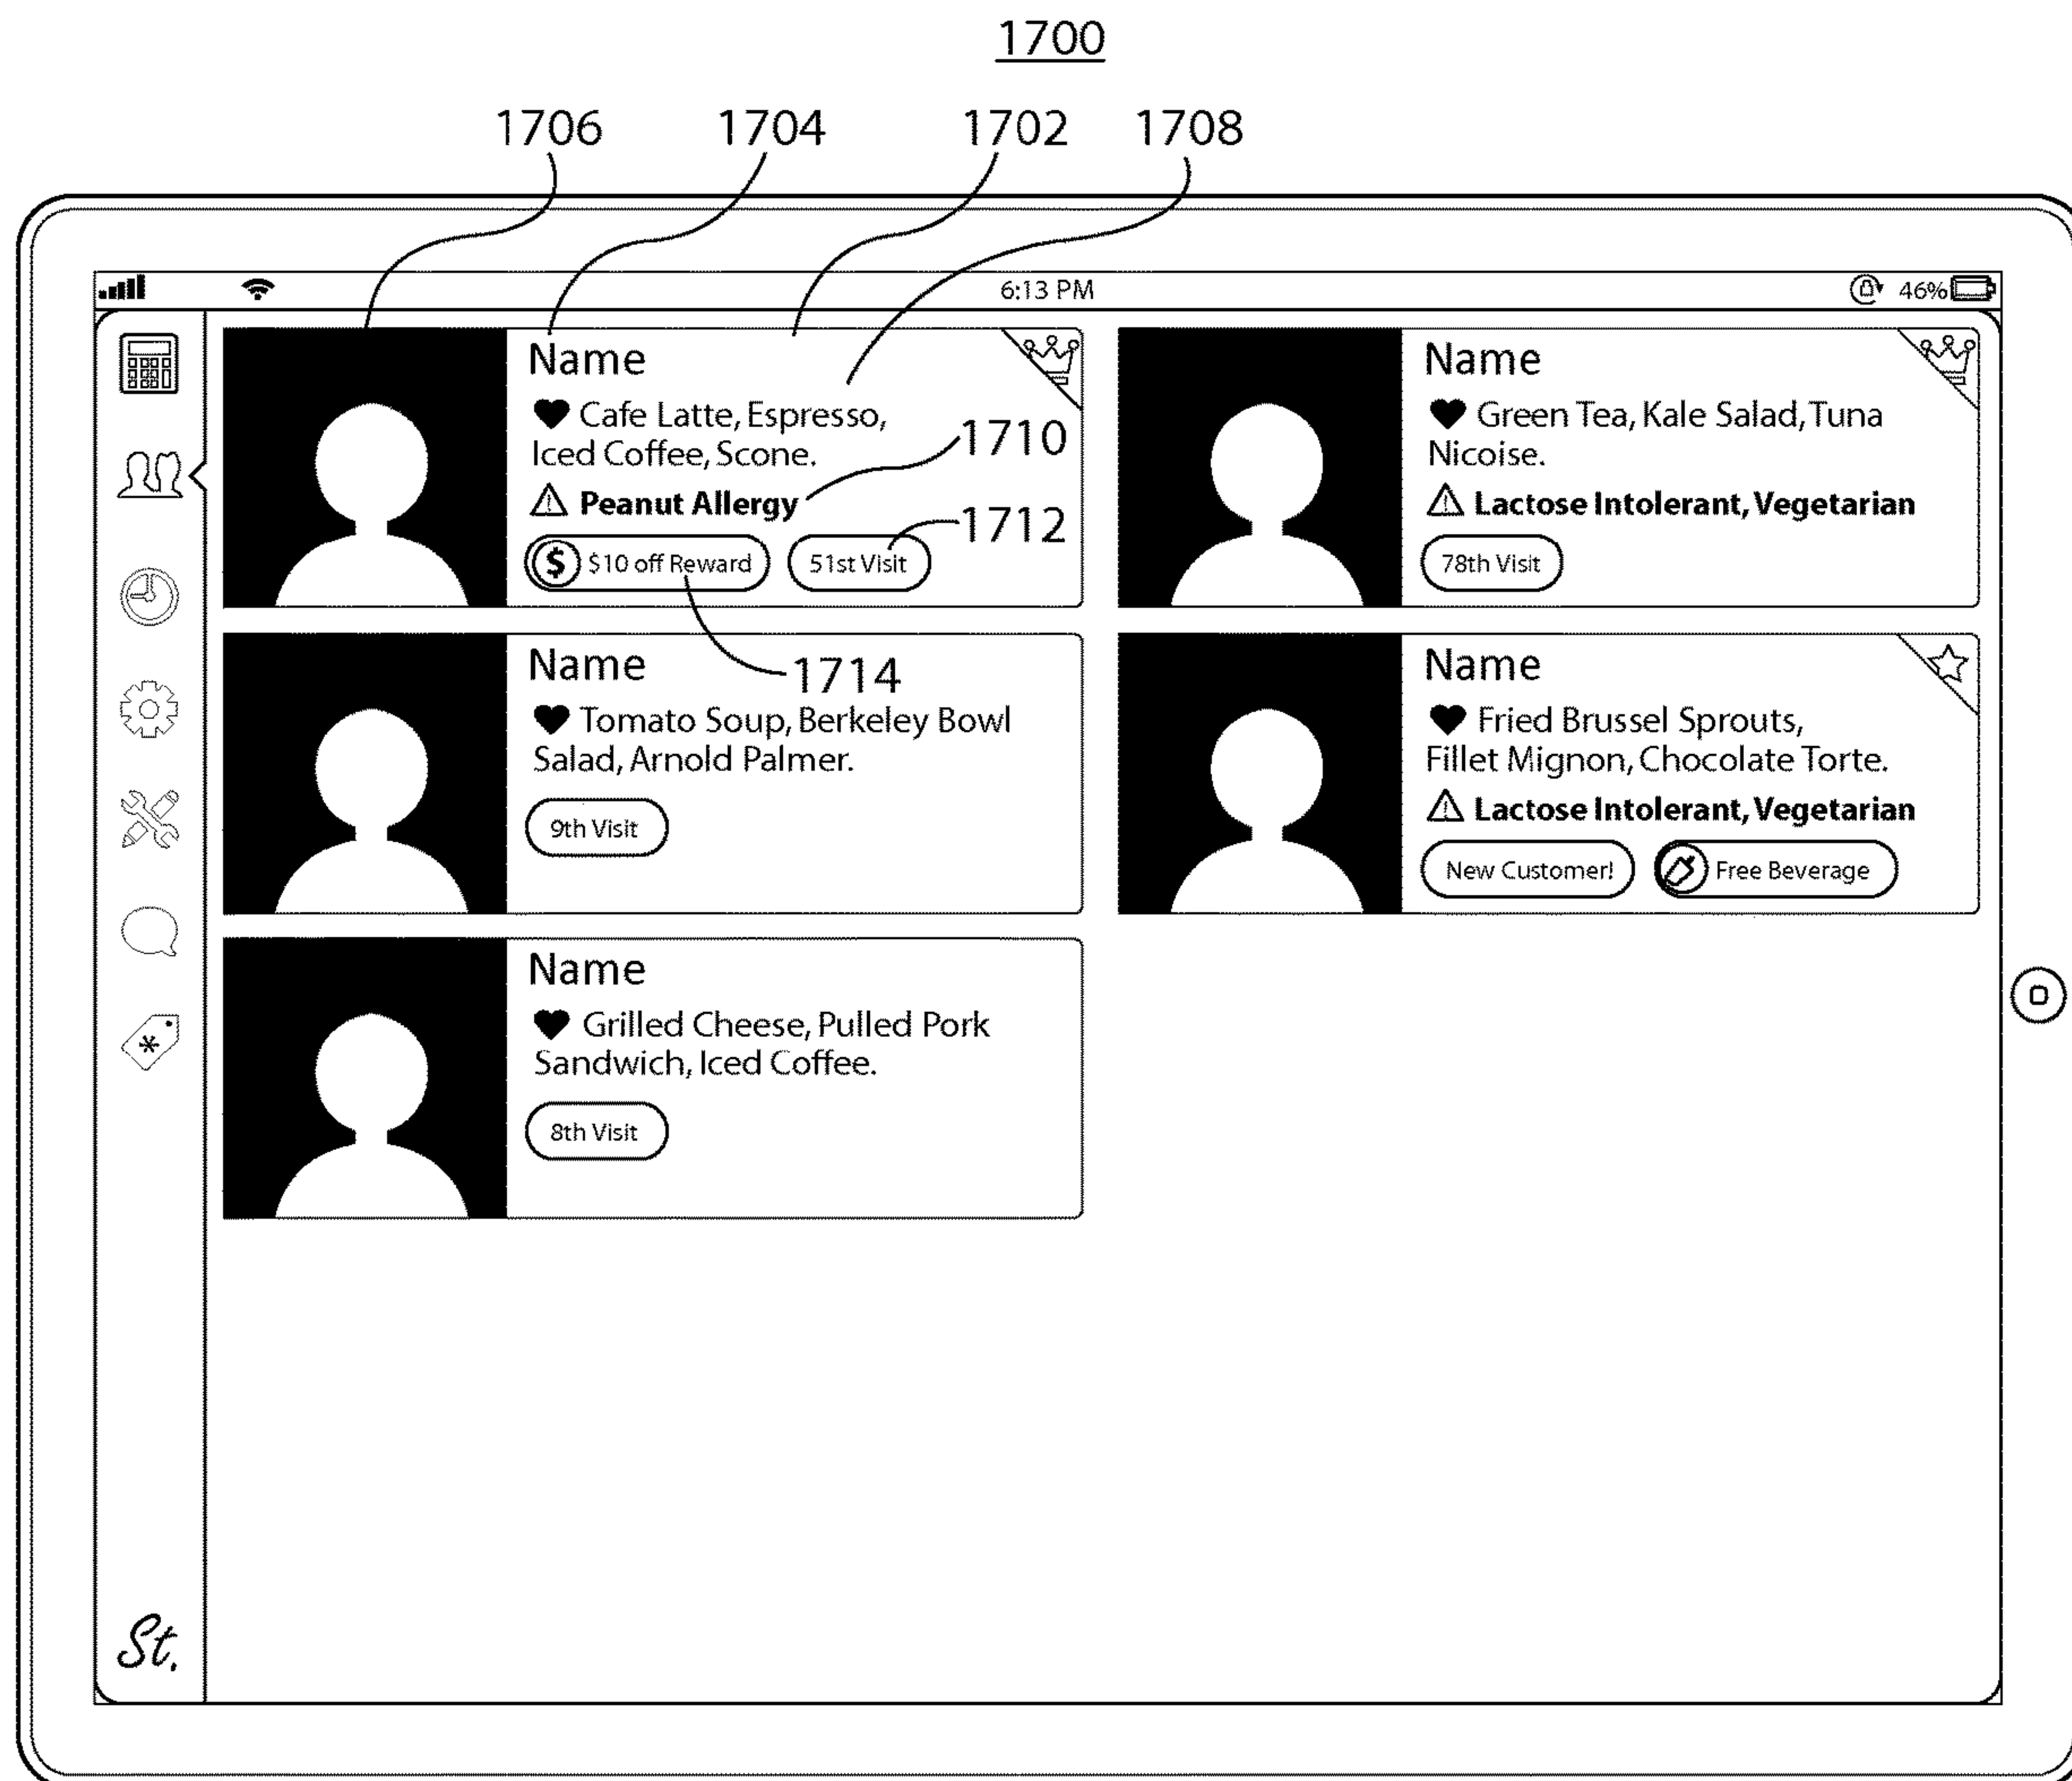 1700
1706 1704 1702 1708
6:13 PM 46%
Name
Cafe Latte, Espresso,
Iced Coffee, Scone.
1710
Peanut Allergy
1712
$ $10 off Reward 51st Visit
Name
Green Tea, Kale Salad, Tuna
Nicoise.
Lactose Intolerant, Vegetarian
78th Visit
Name
1714
Tomato Soup, Berkeley Bowl
Salad, Arnold Palmer.
9th Visit
Name
Fried Brussel Sprouts,
Fillet Mignon, Chocolate Torte.
Lactose Intolerant, Vegetarian
New Customer! Free Beverage
Name
Grilled Cheese, Pulled Pork
Sandwich, Iced Coffee.
8th Visit
St.